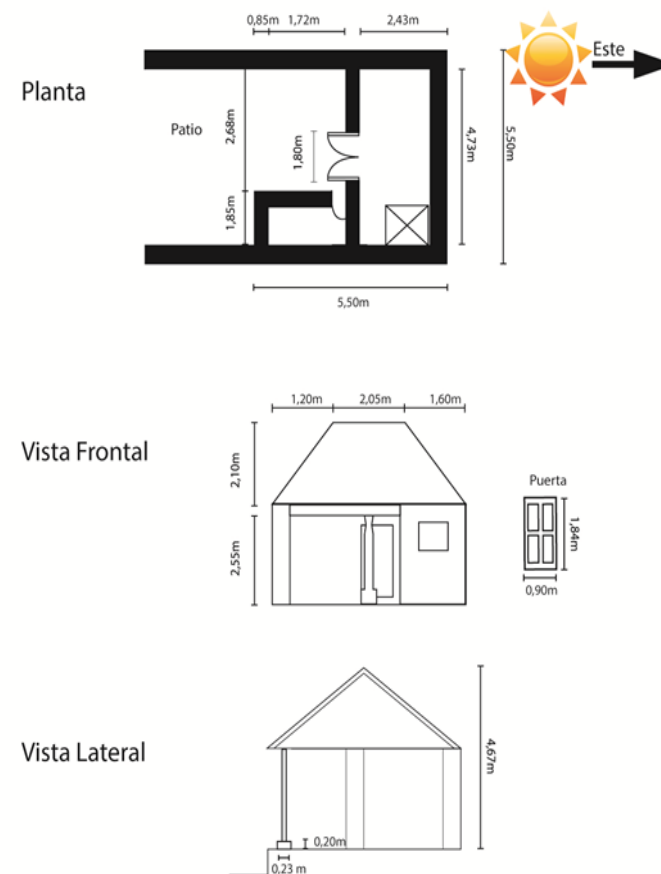 0,85m 1,72m 2,43m
Este
Planta
Patio
2,68m
1,80m
4,73m
5,50m
1,85m
5,50m
1,20m 2,05m 1,60m
Vista Frontal
2,10m
Puerta
2,55m
1,84m
0,90m
Vista Lateral
4,67m
0,20m
0,23 m